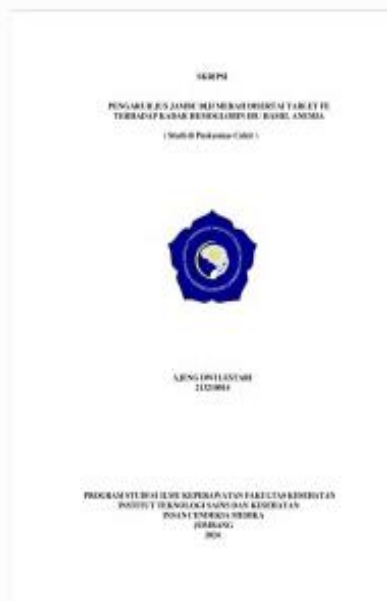 SKRIPSI
PENGARUH JUS JAMBU BIJI MERAH DISERTAI TABLET FE
TERHADAP KADAR HEMOGLOBIN IBU HAMIL ANEMIA
( Studi di Puskesmas Cukir )
AJENG DWI LESTARI
PROGRAM STUDI S1 ILMU KEPERAWATAN FAKULTAS KESEHATAN
INSTITUT TEKNOLOGI SAINS DAN KESEHATAN
INSAN CENDEKIA MEDIKA
JOMBANG
2024